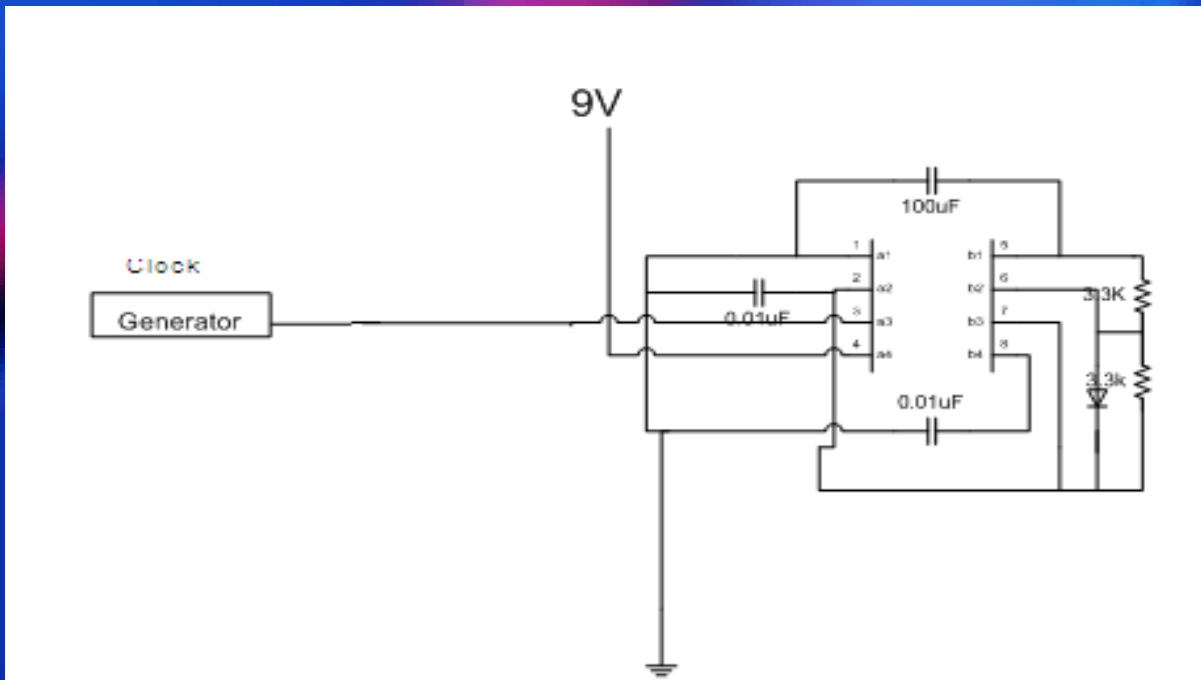 9V
100uF
Clock
Generator
1 a1 b1 5
2 a2 b2 6
3.3K
0.01uF
3 a3 b3 7
4 a4 b4 8
3.3k
0.01uF